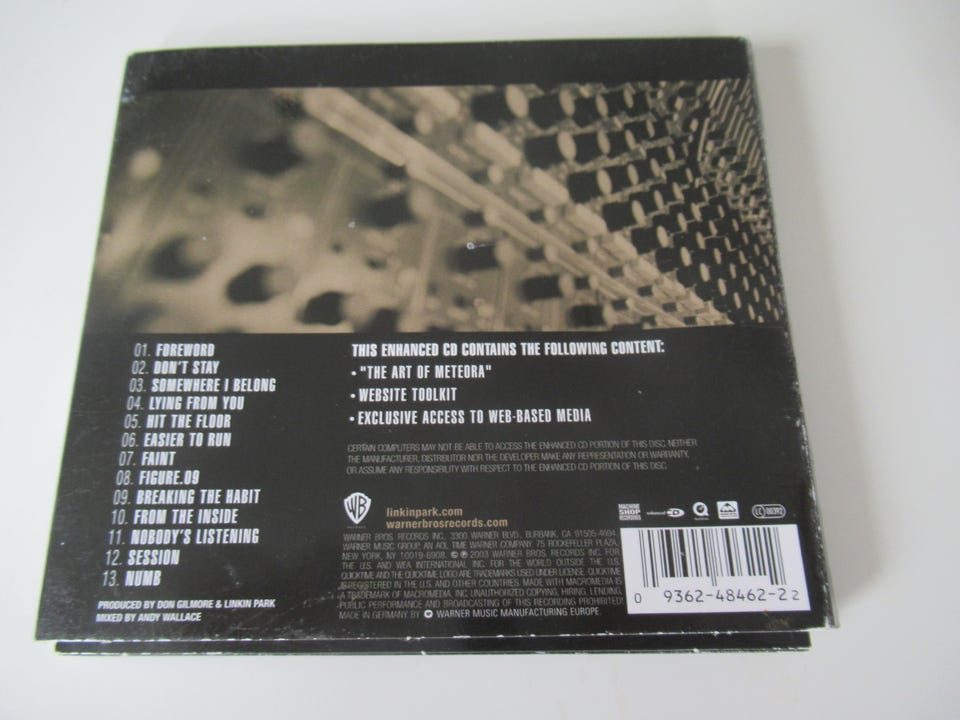 01. FOREWORD
02. DON'T STAY
03. SOMEWHERE I BELONG
04. LYING FROM YOU
05. HIT THE FLOOR
06. EASIER TO RUN
07. FAINT
08. FIGURE.09
09. BREAKING THE HABIT
10. FROM THE INSIDE
11. NOBODY'S LISTENING
12. SESSION
13. NUMB
PRODUCED BY DON GILMORE & LINKIN PARK
MIXED BY ANDY WALLACE
THIS ENHANCED CD CONTAINS THE FOLLOWING CONTENT:
• "THE ART OF METEORA"
• WEBSITE TOOLKIT
• EXCLUSIVE ACCESS TO WEB-BASED MEDIA
CERTAIN COMPUTERS MAY NOT BE ABLE TO ACCESS THE ENHANCED CD PORTION OF THIS DISC. NEITHER
THE MANUFACTURER, DISTRIBUTOR NOR THE DEVELOPER MAKE ANY REPRESENTATION OR WARRANTY,
OR ASSUME ANY RESPONSIBILITY WITH RESPECT TO THE ENHANCED CD PORTION OF THIS DISC.
WB
linkinpark.com
warnerbrosrecords.com
WARNER BROS. RECORDS INC., 3300 WARNER BLVD., BURBANK, CA 91505-4694.
WARNER MUSIC GROUP, AN AOL TIME WARNER COMPANY. 75 ROCKEFELLER PLAZA,
NEW YORK, NY 10019-6908. © ℗ 2003 WARNER BROS. RECORDS INC. FOR
THE U.S. AND WEA INTERNATIONAL INC. FOR THE WORLD OUTSIDE THE U.S.
QUICKTIME AND THE QUICKTIME LOGO ARE TRADEMARKS USED UNDER LICENSE. QUICKTIME
IS REGISTERED IN THE U.S. AND OTHER COUNTRIES. MADE WITH MACROMEDIA IS
A TRADEMARK OF MACROMEDIA, INC. UNAUTHORIZED COPYING, HIRING, LENDING,
PUBLIC PERFORMANCE AND BROADCASTING OF THIS RECORDING PROHIBITED.
MADE IN GERMANY BY WARNER MUSIC MANUFACTURING EUROPE
MACHINE
SHOP
RECORDINGS
enhanced CD
LC 00392
0 9362-48462-2 2